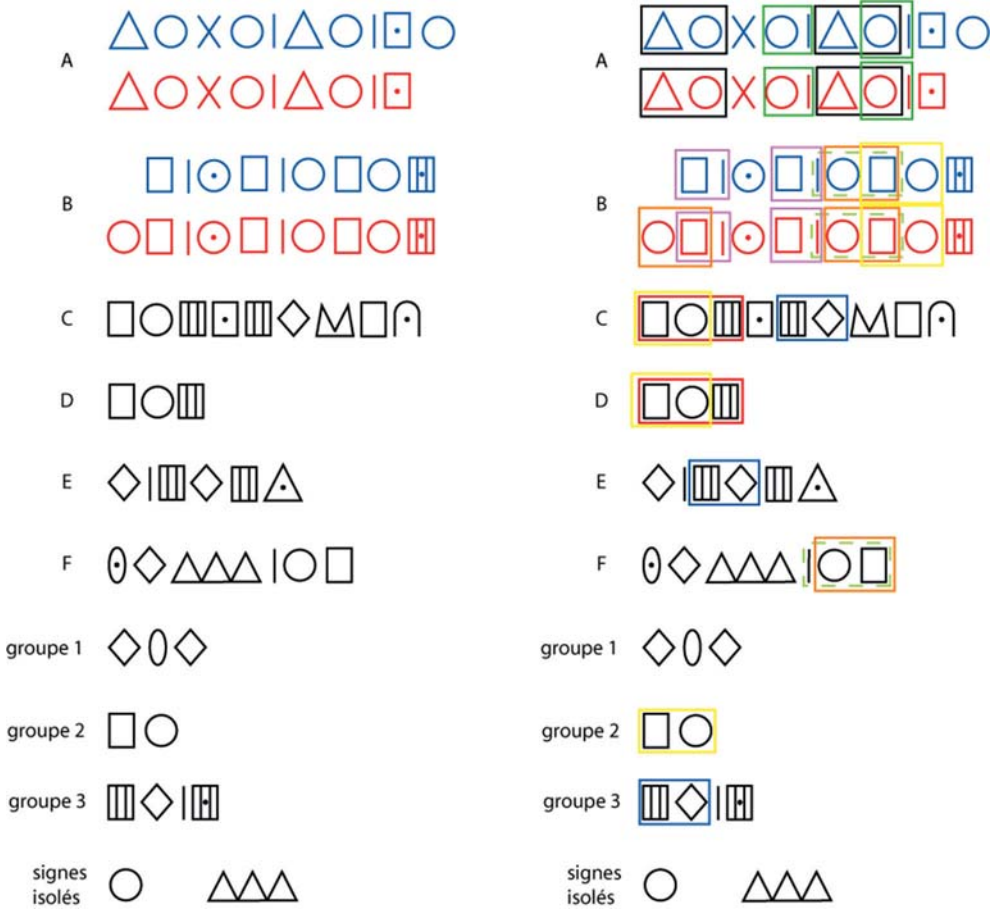 A A
B B
C C
D D
E E
F F
groupe 1 groupe 1
groupe 2 groupe 2
groupe 3 groupe 3
signes signes
isolés isolés